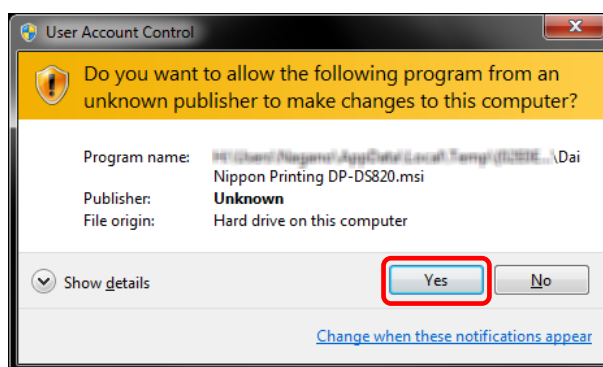 User Account Control
Do you want to allow the following program from an
unknown publisher to make changes to this computer?
Program name: \Dai
Nippon Printing DP-DS820.msi
Publisher: Unknown
File origin: Hard drive on this computer
Show details
Yes
No
Change when these notifications appear